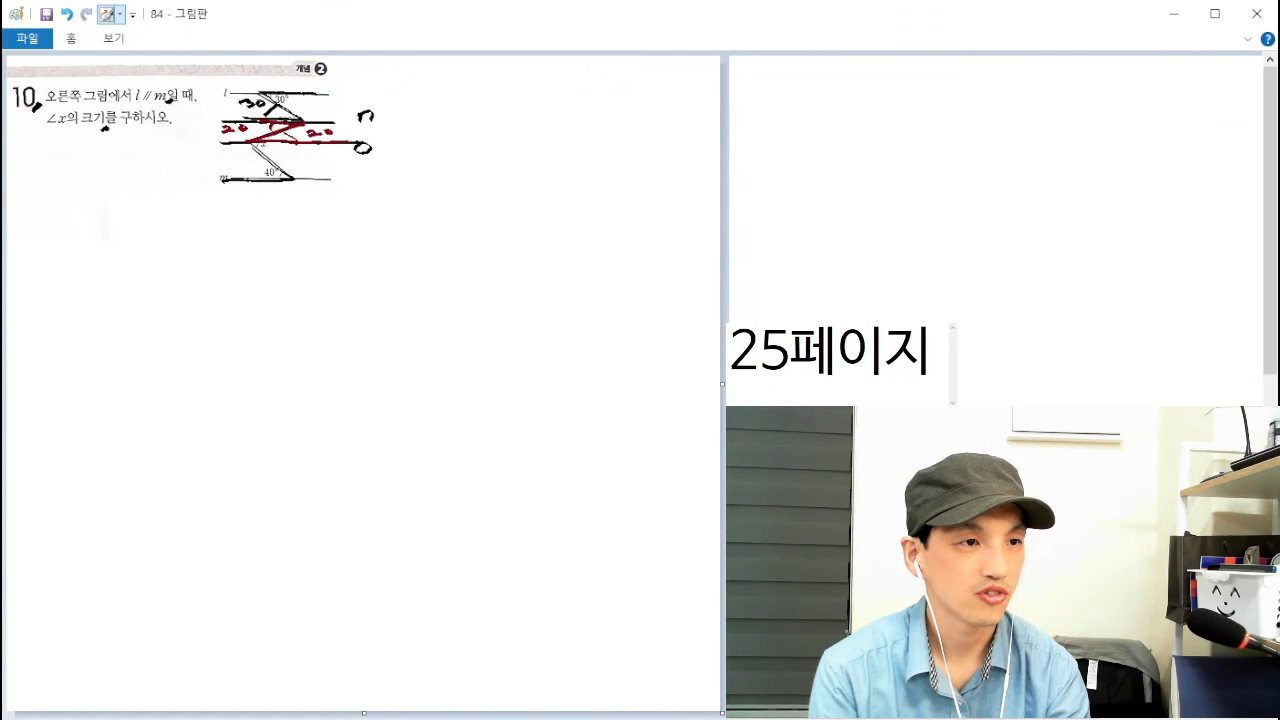 84 - 그림판
파일 홈 보기
개념 2
10 오른쪽 그림에서 l // m일 때,
∠x의 크기를 구하시오.
l
30°
30
n
20
20
x
o
40°
m
25페이지